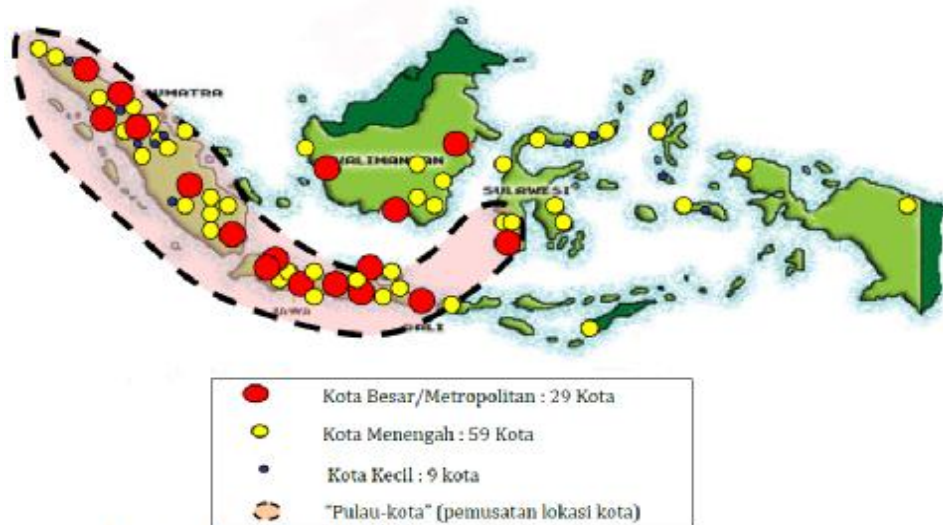 SUMATRA
KALIMANTAN
SULAWESI
JAWA
BALI
Kota Besar/Metropolitan : 29 Kota
Kota Menengah : 59 Kota
Kota Kecil : 9 kota
"Pulau-kota" (pemusatan lokasi kota)